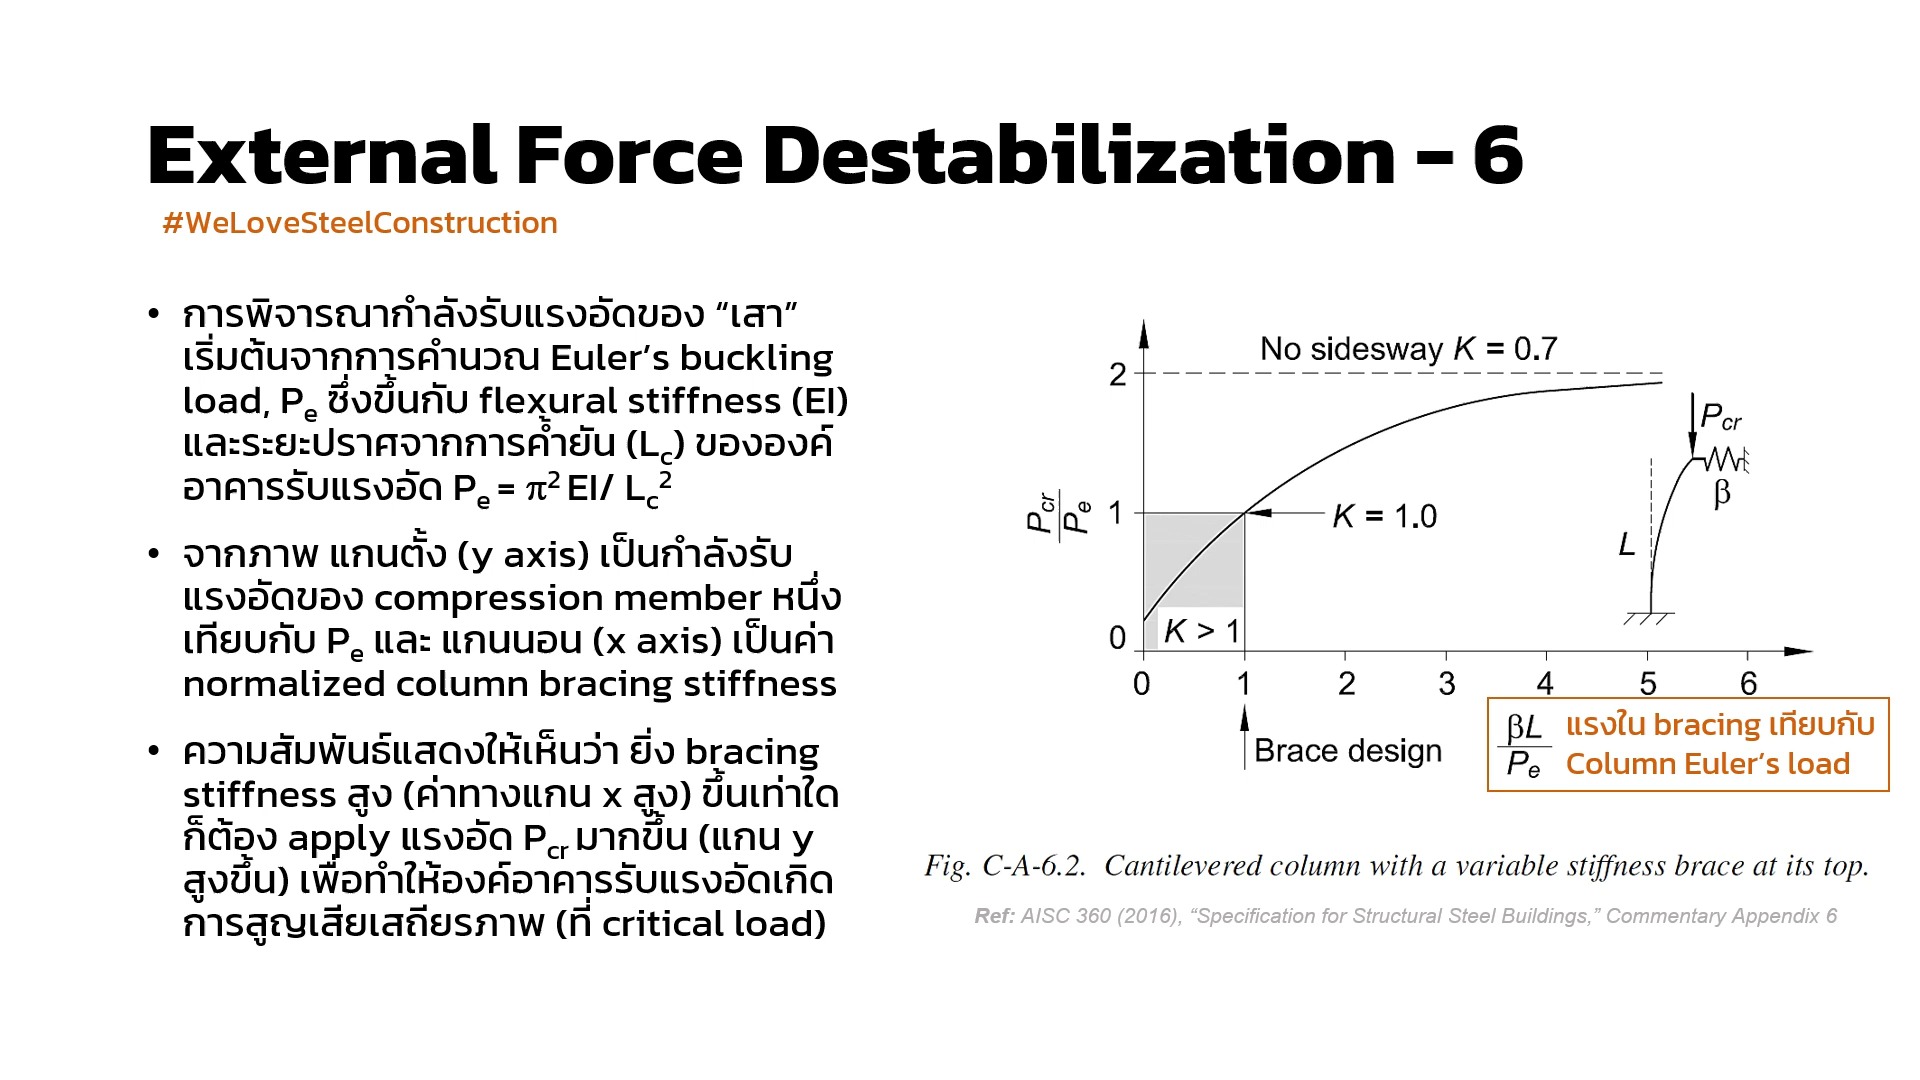 External Force Destabilization - 6
#WeLoveSteelConstruction
• การพิจารณากำลังรับแรงอัดของ “เสา”
เริ่มต้นจากการคำนวณ Euler’s buckling
load, Pe ซึ่งขึ้นกับ flexural stiffness (EI)
และระยะปราศจากการค้ำยัน (Lc) ขององค์
อาคารรับแรงอัด Pe = π² EI/ Lc²
• จากภาพ แกนตั้ง (y axis) เป็นกำลังรับ
แรงอัดของ compression member หนึ่ง
เทียบกับ Pe และ แกนนอน (x axis) เป็นค่า
normalized column bracing stiffness
• ความสัมพันธ์แสดงให้เห็นว่า ยิ่ง bracing
stiffness สูง (ค่าทางแกน x สูง) ขึ้นเท่าใด
ก็ต้อง apply แรงอัด Pcr มากขึ้น (แกน y
สูงขึ้น) เพื่อทำให้องค์อาคารรับแรงอัดเกิด
การสูญเสียเสถียรภาพ (ที่ critical load)
No sidesway K = 0.7
2
Pcr
Pe
1
K = 1.0
0
K > 1
Pcr
β
L
0 1 2 3 4 5 6
Brace design
βL
Pe
แรงใน bracing เทียบกับ
Column Euler’s load
Fig. C-A-6.2. Cantilevered column with a variable stiffness brace at its top.
Ref: AISC 360 (2016), “Specification for Structural Steel Buildings,” Commentary Appendix 6